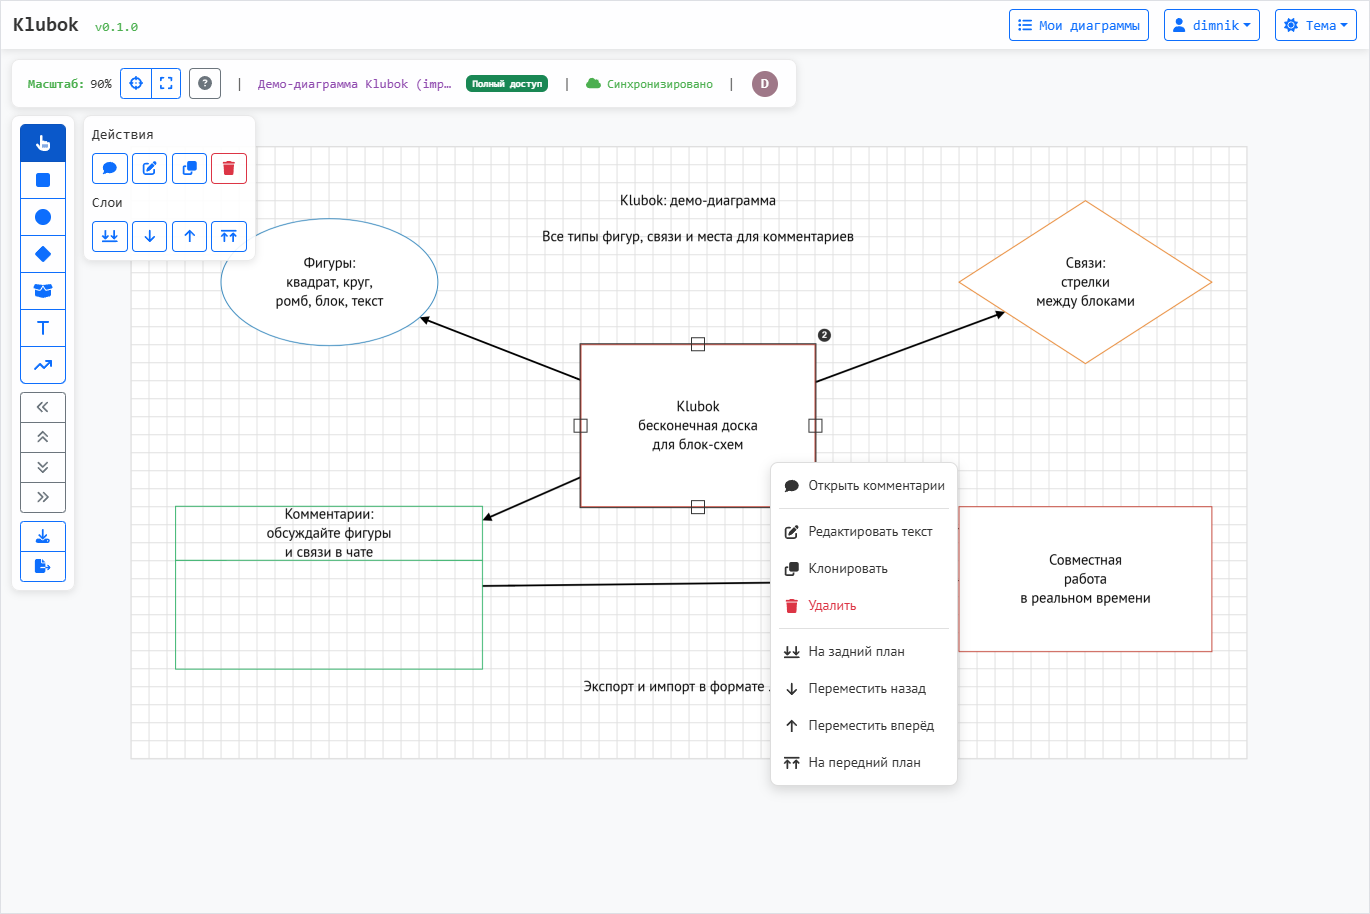 Klubok v0.1.0
Мои диаграммы
dimnik
Тема
Масштаб: 90%
?
|
Демо-диаграмма Klubok (imp…
Полный доступ
|
Синхронизировано
|
D
Действия
Слои
T
Klubok: демо-диаграмма
Все типы фигур, связи и места для комментариев
Фигуры:
квадрат, круг,
ромб, блок, текст
Связи:
стрелки
между блоками
2
Klubok
бесконечная доска
для блок-схем
Комментарии:
обсуждайте фигуры
и связи в чате
Совместная
работа
в реальном времени
Экспорт и импорт в формате .
Открыть комментарии
Редактировать текст
Клонировать
Удалить
На задний план
Переместить назад
Переместить вперёд
На передний план